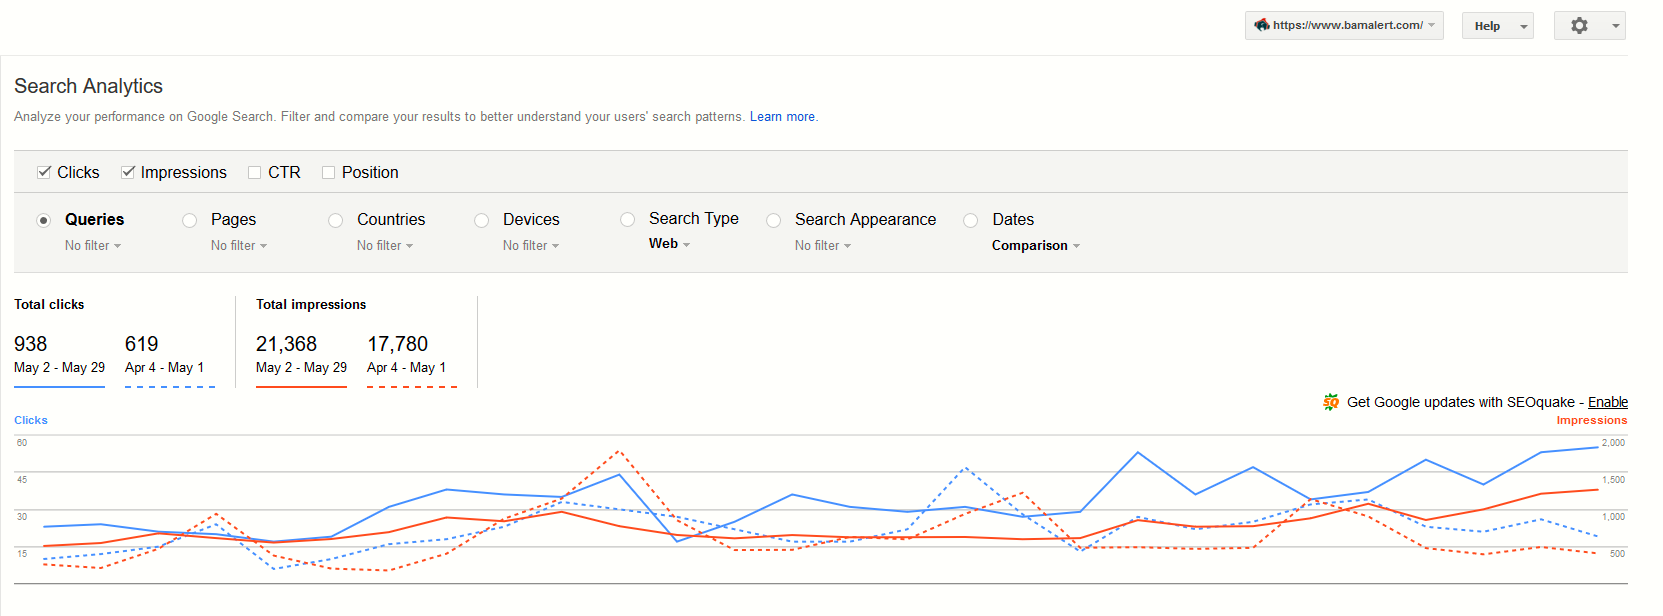 https://www.bamalert.com/ Help
Search Analytics
Analyze your performance on Google Search. Filter and compare your results to better understand your users' search patterns. Learn more.
Clicks Impressions CTR Position
Queries Pages Countries Devices Search Type Search Appearance Dates
No filter No filter No filter No filter Web No filter Comparison
Total clicks Total impressions
938 619 21,368 17,780
May 2 - May 29 Apr 4 - May 1 May 2 - May 29 Apr 4 - May 1
SQ Get Google updates with SEOquake - Enable
Clicks Impressions
60 2,000
45 1,500
30 1,000
15 500